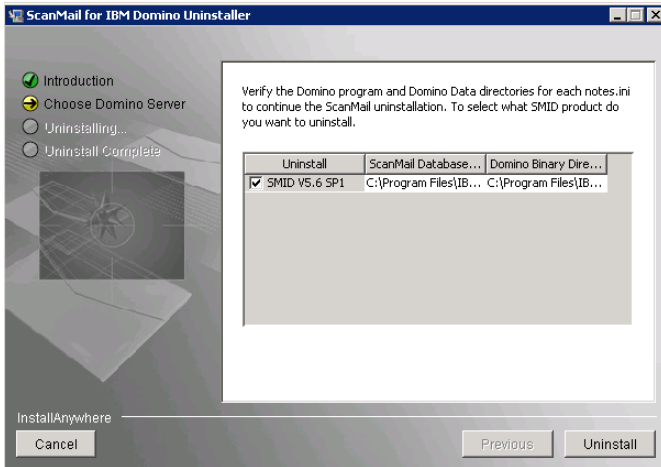 ScanMail for IBM Domino Uninstaller
Introduction
Choose Domino Server
Uninstalling...
Uninstall Complete
Verify the Domino program and Domino Data directories for each notes.ini
to continue the ScanMail uninstallation. To select what SMID product do
you want to uninstall.
Uninstall ScanMail Database... Domino Binary Dire...
SMID V5.6 SP1 C:\Program Files\IB... C:\Program Files\IB...
InstallAnywhere
Cancel Previous Uninstall